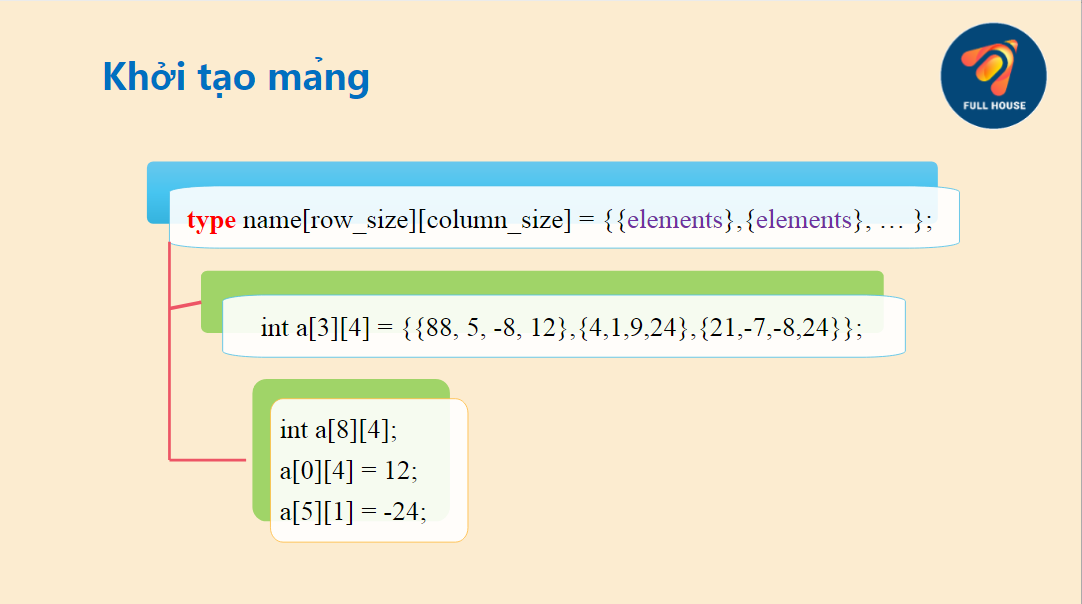 Khởi tạo mảng
FULL HOUSE
type name[row_size][column_size] = {{elements},{elements}, … };
int a[3][4] = {{88, 5, -8, 12},{4,1,9,24},{21,-7,-8,24}};
int a[8][4];
a[0][4] = 12;
a[5][1] = -24;